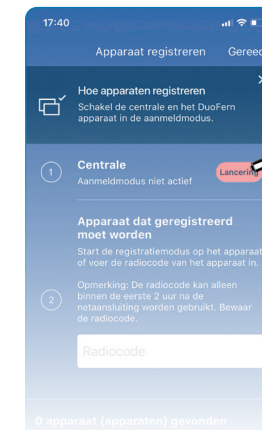 17:40
Apparaat registreren Gereed
Hoe apparaten registreren
Schakel de centrale en het DuoFern
apparaat in de aanmeldmodus.
1 Centrale
Lancering
Aanmeldmodus niet actief
Apparaat dat geregistreerd
moet worden
Start de registratiemodus op het apparaat
of voer de radiocode van het apparaat in.
2 Opmerking: De radiocode kan alleen
binnen de eerste 2 uur na de
netaansluiting worden gebruikt. Bewaar
de radiocode.
Radiocode
0 apparaat (apparaten) gevonden